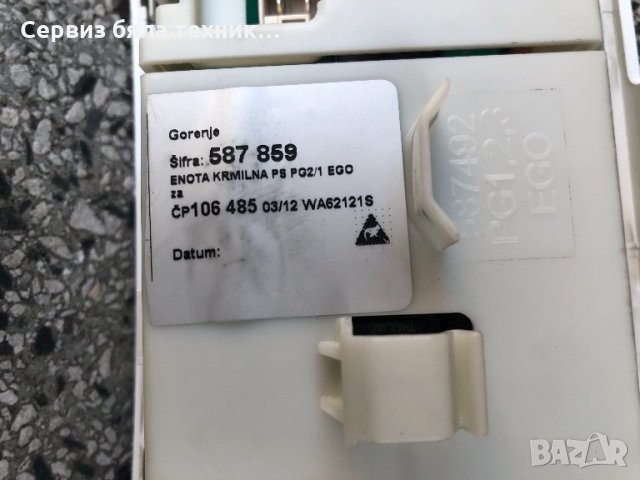 Сервиз бяла техник...
Gorenje
Šifra: 587 859
ENOTA KRMILNA PS PG2/1 EGO
za
ČP106 485 03/12 WA62121S
Datum:
587492
PG1,2,3
EGO
THAILAND
bazar